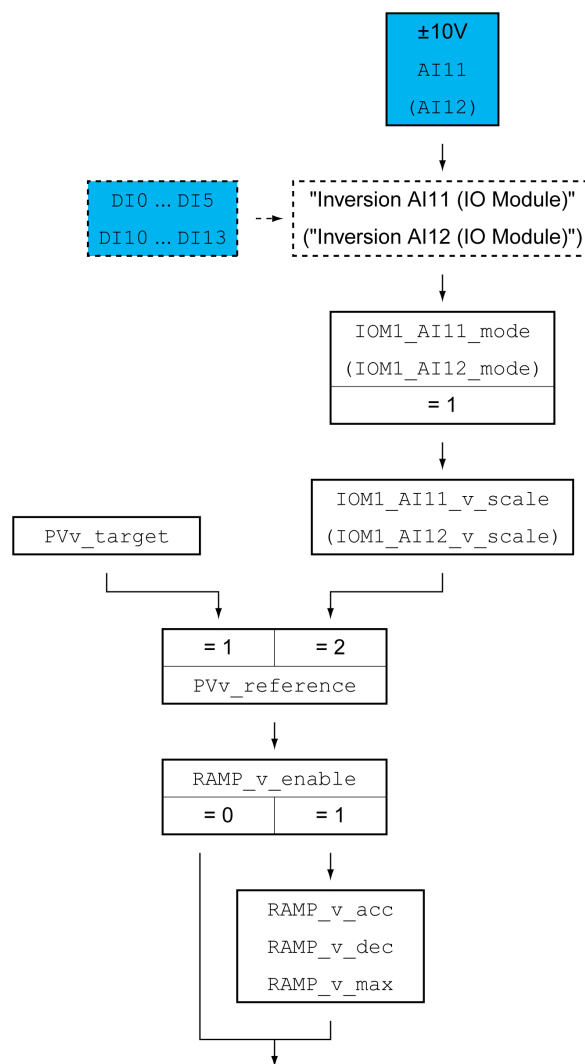 ±10V
AI11
(AI12)
DI0 ... DI5
DI10 ... DI13
"Inversion AI11 (IO Module)"
("Inversion AI12 (IO Module)")
IOM1_AI11_mode
(IOM1_AI12_mode)
= 1
IOM1_AI11_v_scale
(IOM1_AI12_v_scale)
PVv_target
= 1
= 2
PVv_reference
RAMP_v_enable
= 0
= 1
RAMP_v_acc
RAMP_v_dec
RAMP_v_max